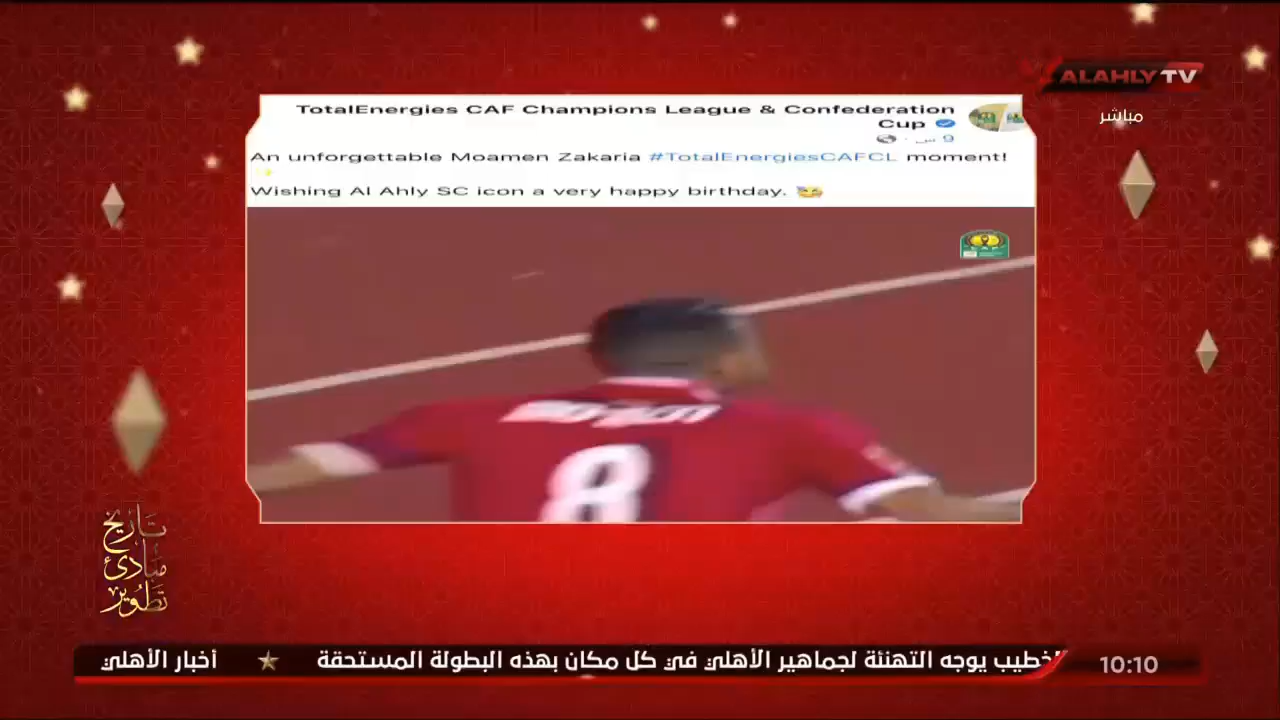 ALAHLY TV
مباشر
TotalEnergies CAF Champions League & Confederation
Cup
9 س
An unforgettable Moamen Zakaria #TotalEnergiesCAFCL moment!
Wishing Al Ahly SC icon a very happy birthday.
8
تاريخ
مبادئ
تطوير
الخطيب يوجه التهنئة لجماهير الأهلي في كل مكان بهذه البطولة المستحقة
أخبار الأهلي
10:10